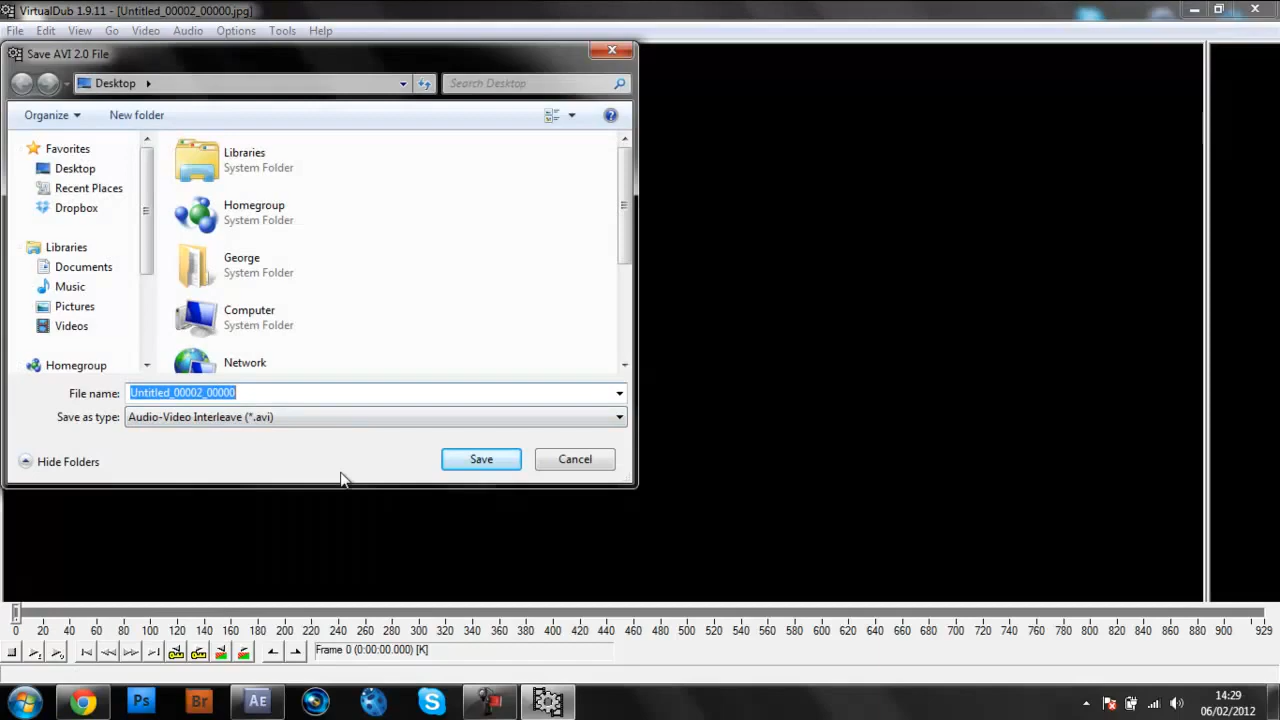 VirtualDub 1.9.11 - [Untitled_00002_00000.jpg]
File Edit View Go Video Audio Options Tools Help
Save AVI 2.0 File
Desktop
Search Desktop
Organize New folder
Favorites
Desktop
Recent Places
Dropbox
Libraries
Documents
Music
Pictures
Videos
Homegroup
Libraries
System Folder
Homegroup
System Folder
George
System Folder
Computer
System Folder
Network
File name: Untitled_00002_00000
Save as type: Audio-Video Interleave (*.avi)
Hide Folders Save Cancel
0 20 40 60 80 100 120 140 160 180 200 220 240 260 280 300 320 340 360 380 400 420 440 460 480 500 520 540 560 580 600 620 640 660 680 700 720 740 760 780 800 820 840 860 880 900 929
Frame 0 (0:00:00.000) [K]
Ps Br Ae
14:29
06/02/2012